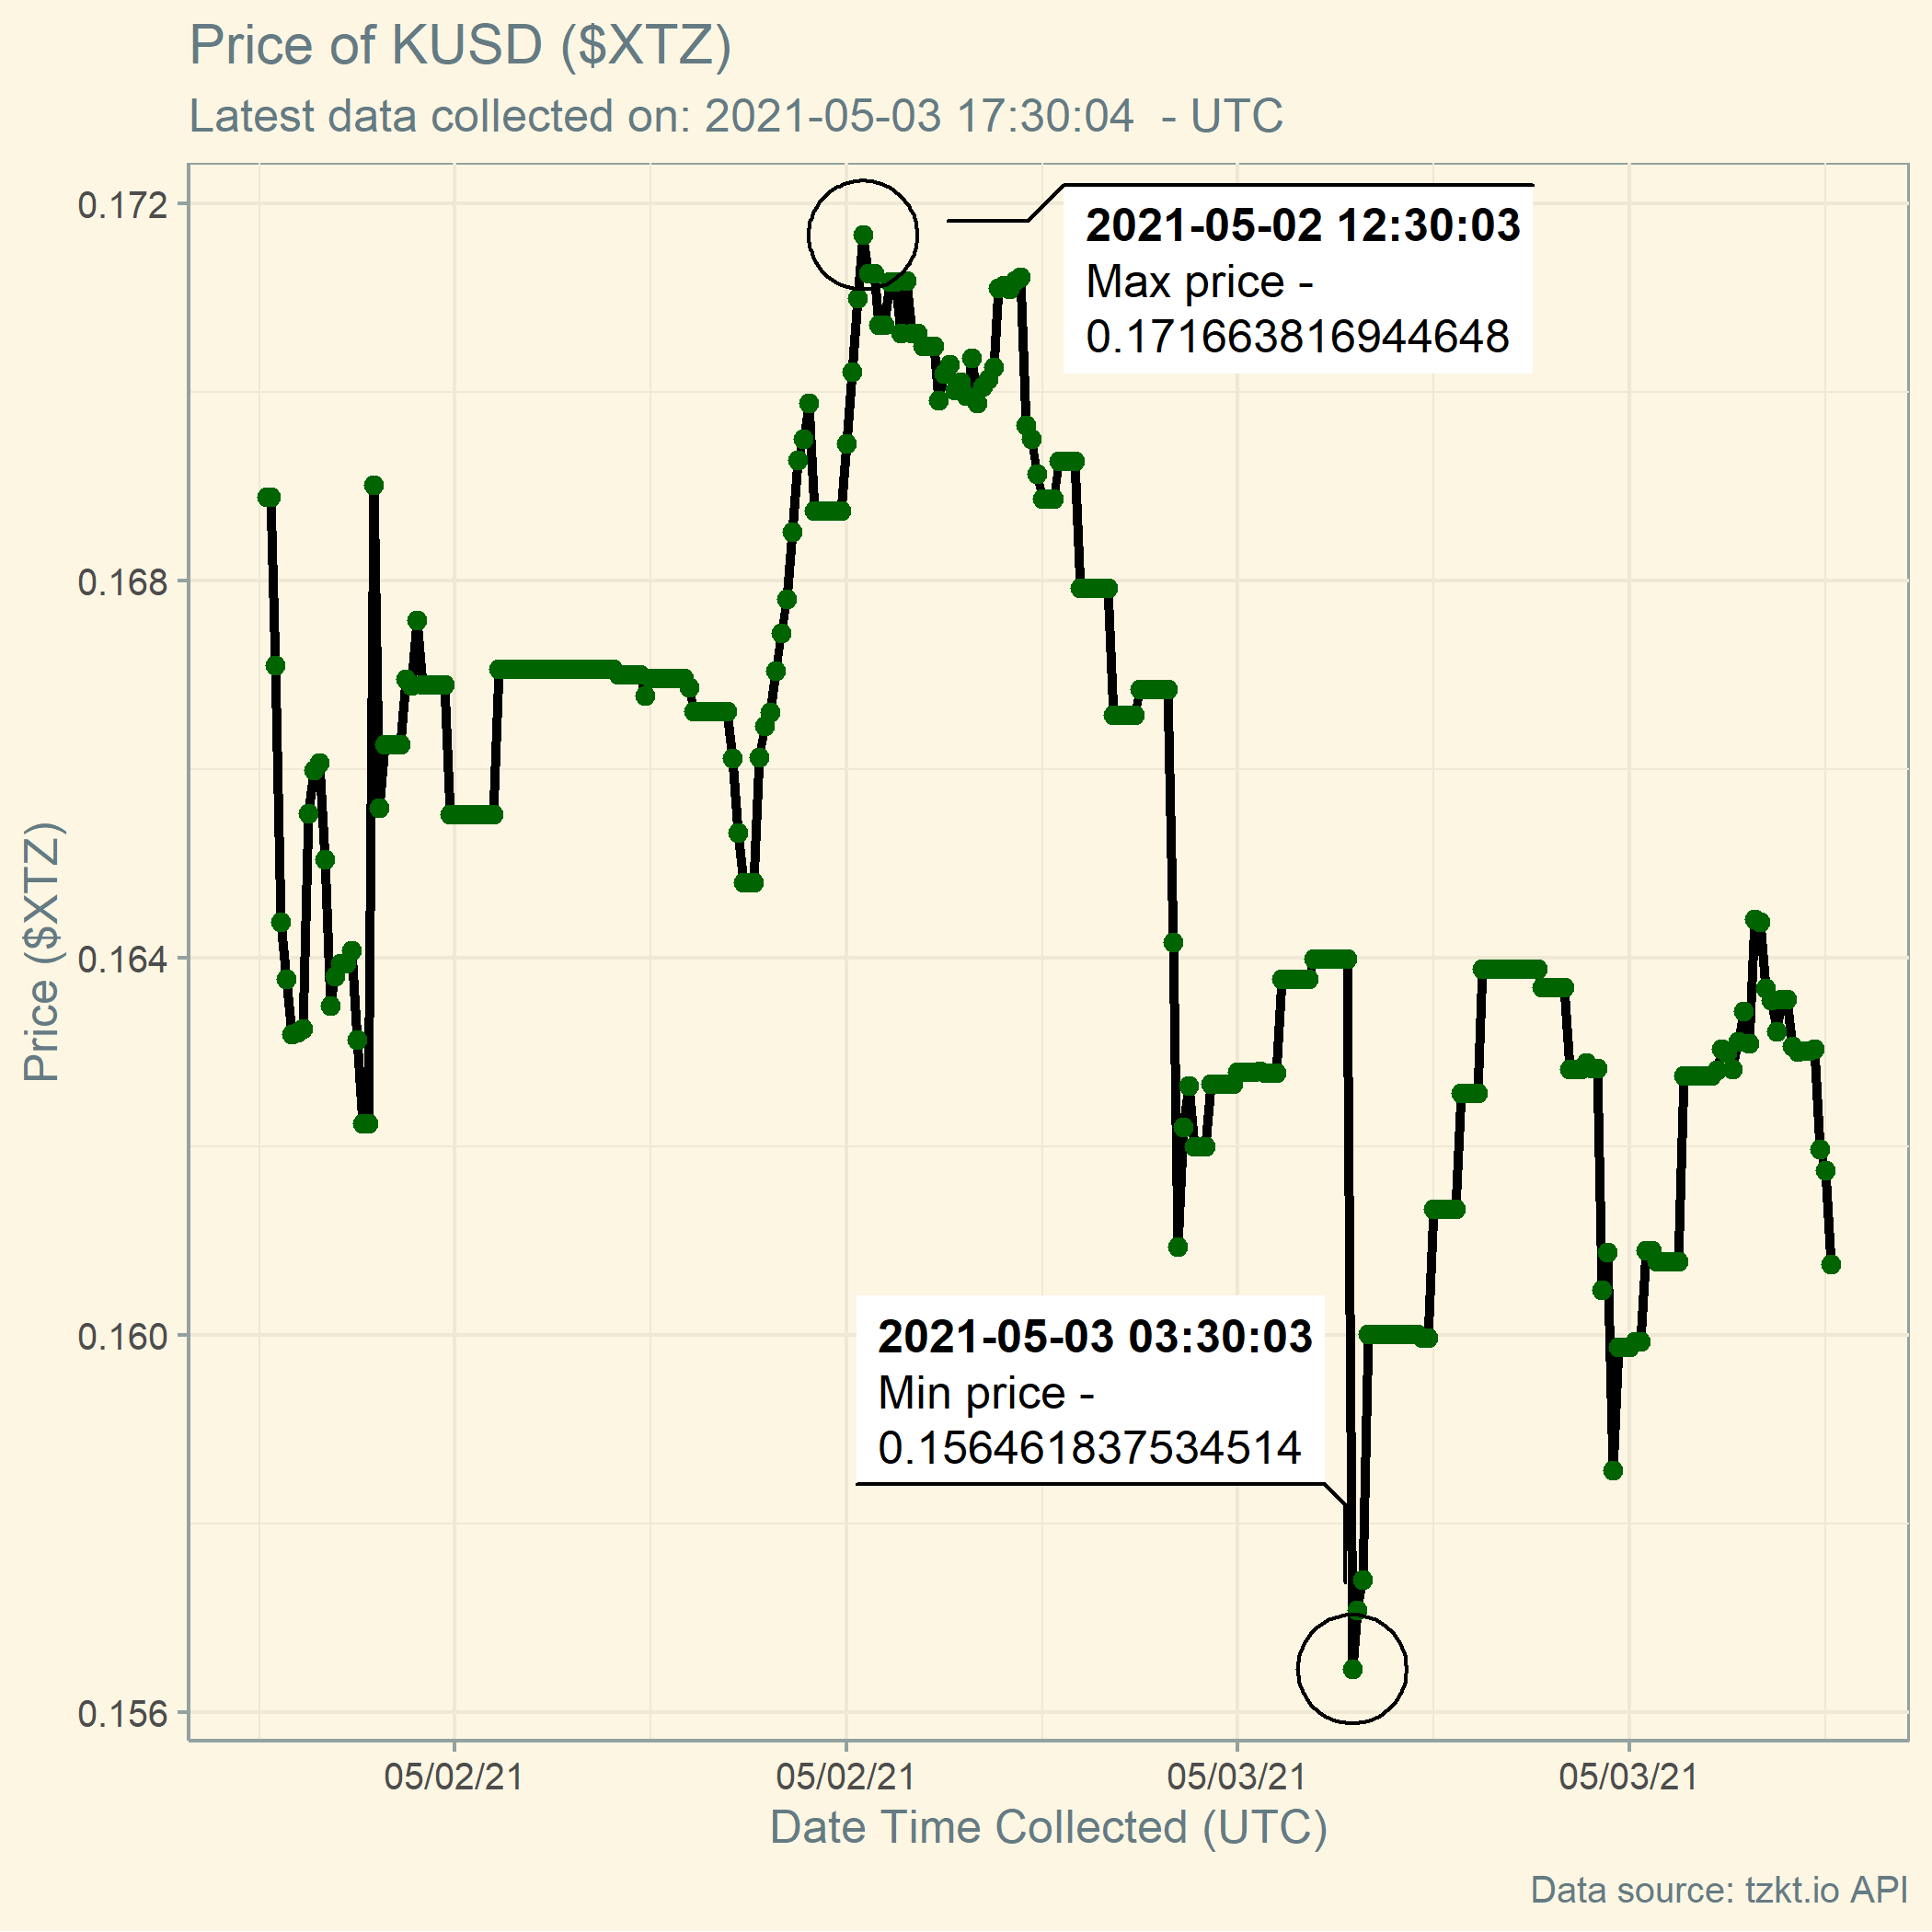 Price of KUSD ($XTZ)
Latest data collected on: 2021-05-03 17:30:04  - UTC
0.172
0.168
0.164
0.160
0.156
Price ($XTZ)
2021-05-02 12:30:03
Max price -
0.171663816944648
2021-05-03 03:30:03
Min price -
0.156461837534514
05/02/21
05/02/21
05/03/21
05/03/21
Date Time Collected (UTC)
Data source: tzkt.io API